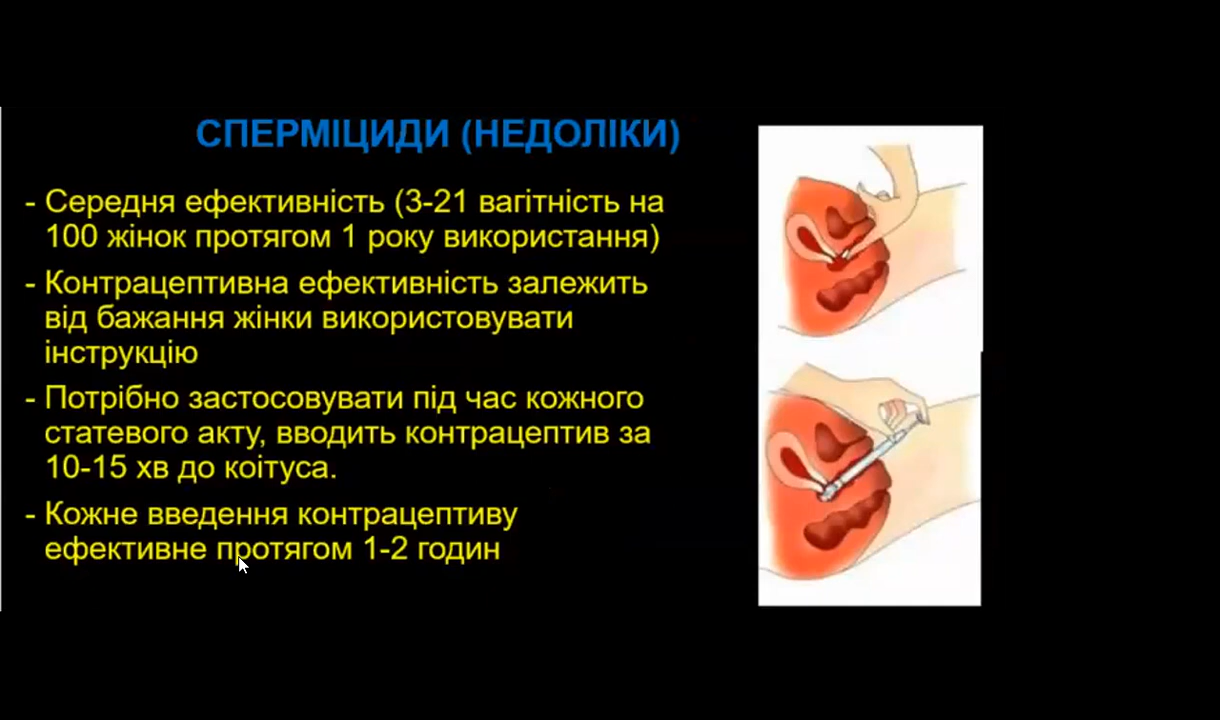 СПЕРМІЦИДИ (НЕДОЛІКИ)
- Середня ефективність (3-21 вагітність на
100 жінок протягом 1 року використання)
- Контрацептивна ефективність залежить
від бажання жінки використовувати
інструкцію
- Потрібно застосовувати під час кожного
статевого акту, вводить контрацептив за
10-15 хв до коітуса.
- Кожне введення контрацептиву
ефективне протягом 1-2 годин